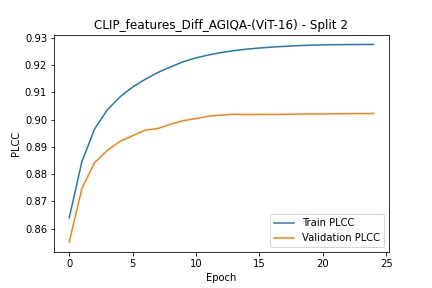 CLIP_features_Diff_AGIQA-(ViT-16) - Split 2
0.93
0.92
0.91
0.90
0.89
0.88
0.87
0.86
PLCC
Train PLCC
Validation PLCC
0 5 10 15 20 25
Epoch